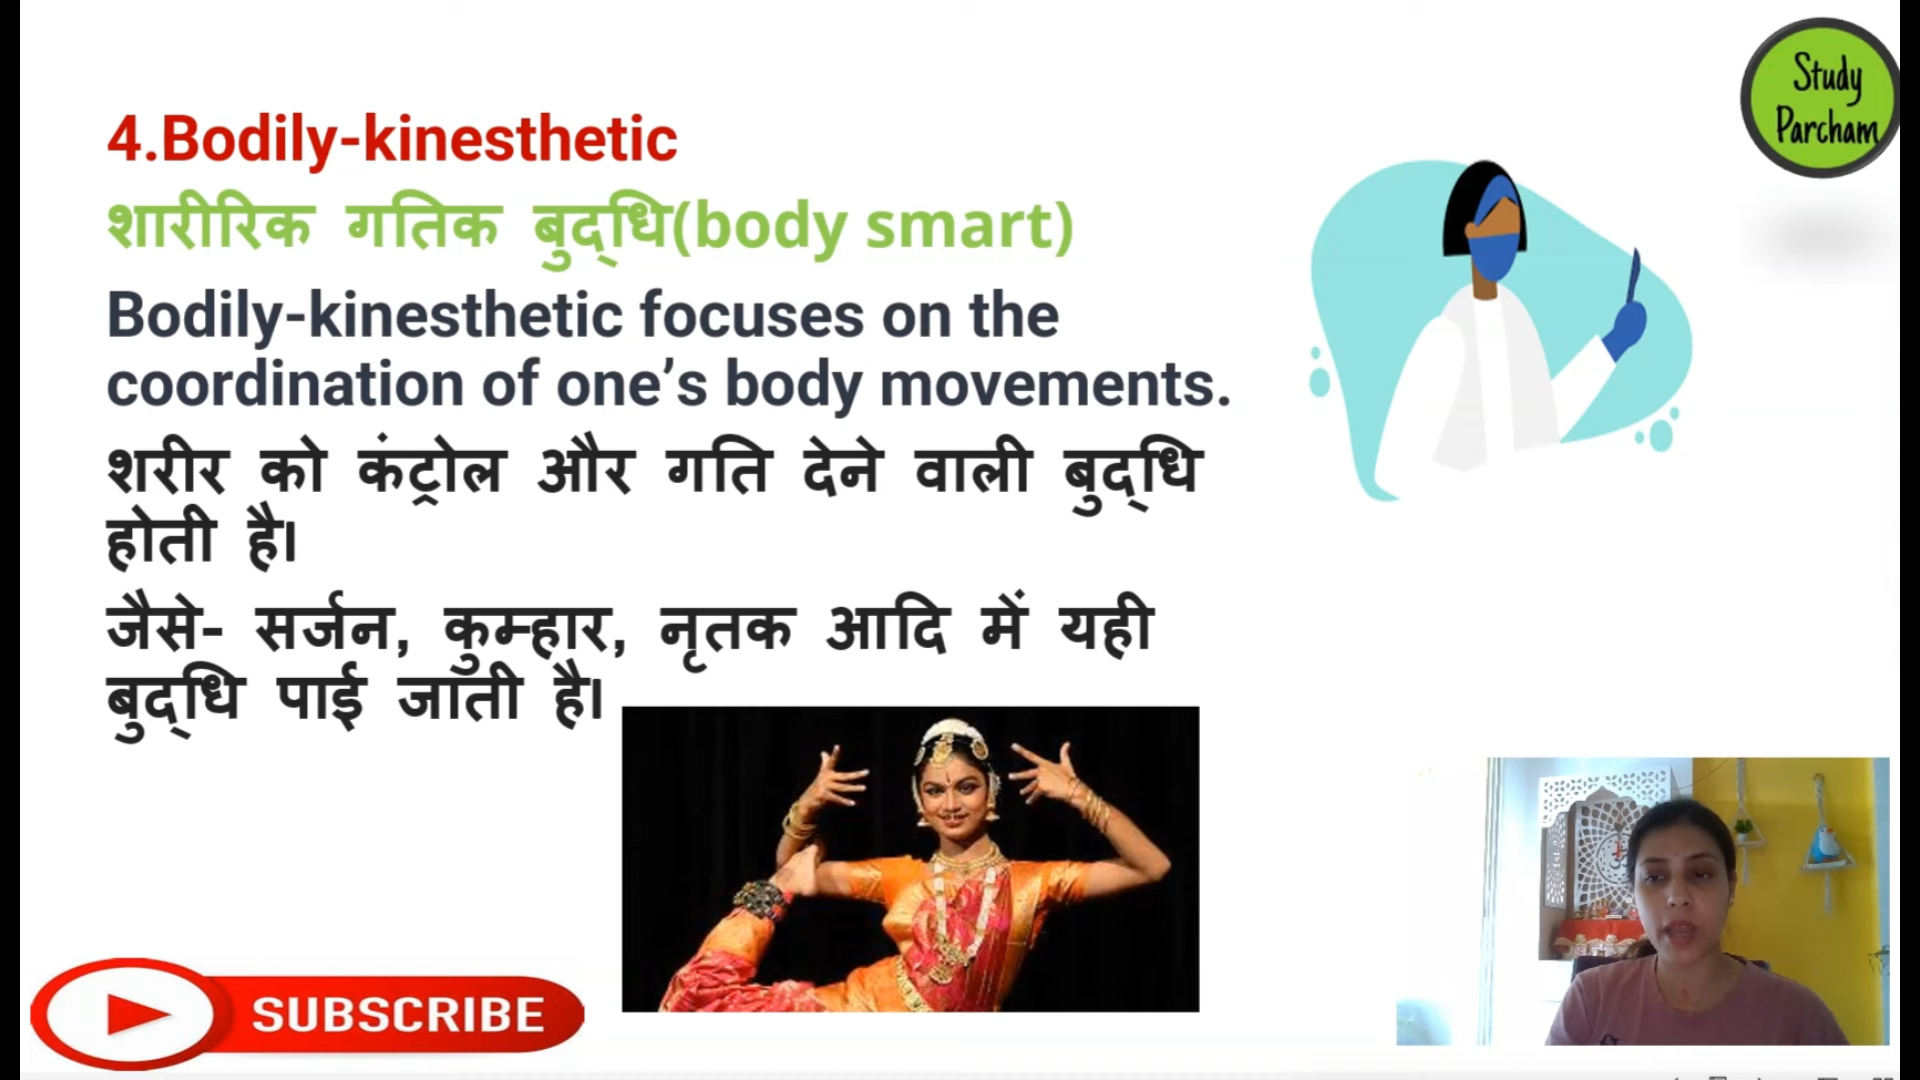 Study
Parcham
4.Bodily-kinesthetic
शारीरिक गतिक बुद्धि(body smart)
Bodily-kinesthetic focuses on the
coordination of one’s body movements.
शरीर को कंट्रोल और गति देने वाली बुद्धि
होती है।
जैसे- सर्जन, कुम्हार, नृतक आदि में यही
बुद्धि पाई जाती है।
SUBSCRIBE